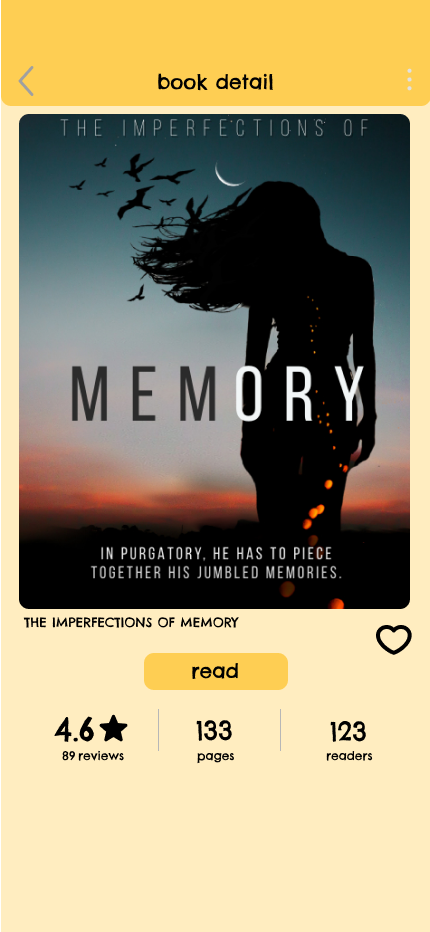 book detail
THE IMPERFECTIONS OF
MEMORY
IN PURGATORY, HE HAS TO PIECE
TOGETHER HIS JUMBLED MEMORIES.
THE IMPERFECTIONS OF MEMORY
read
4.6 133 123
89 reviews pages readers